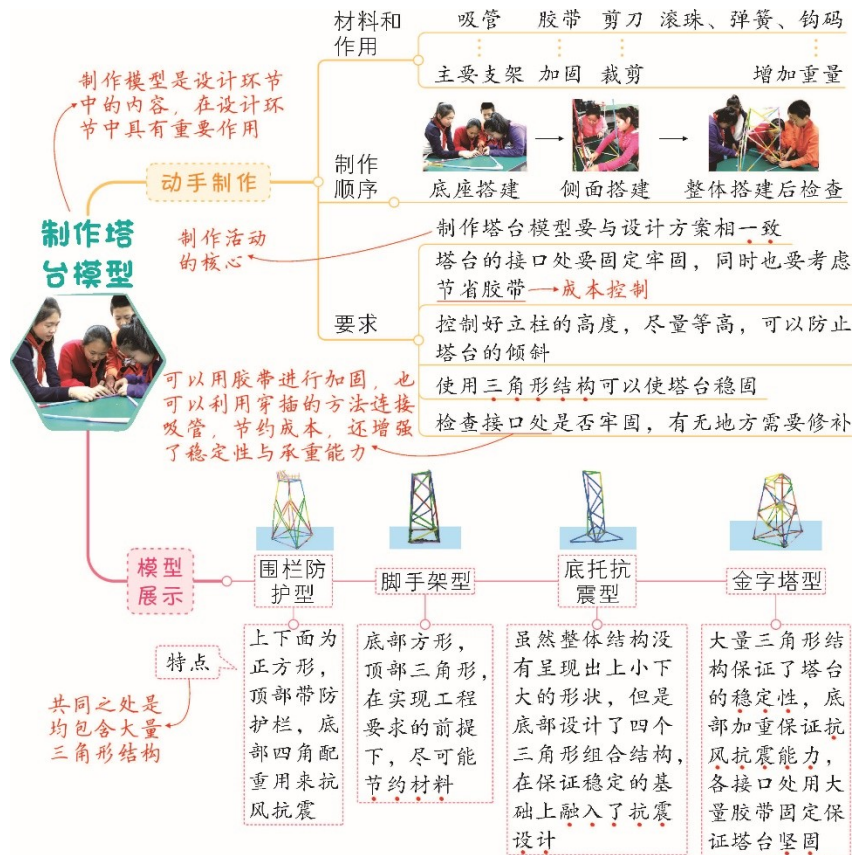 材料和
作用
吸管 胶带 剪刀 滚珠、弹簧、钩码
主要支架 加固 裁剪 增加重量
制作模型是设计环节
中的内容，在设计环
节中具有重要作用
动手制作
制作
顺序
底座搭建 侧面搭建 整体搭建后检查
制作塔
台模型
制作活动
的核心
要求
制作塔台模型要与设计方案相一致
塔台的接口处要固定牢固，同时也要考虑
节省胶带 成本控制
控制好立柱的高度，尽量等高，可以防止
塔台的倾斜
使用三角形结构可以使塔台稳固
检查接口处是否牢固，有无地方需要修补
可以用胶带进行加固，也
可以利用穿插的方法连接
吸管，节约成本，还增强
了稳定性与承重能力
模型
展示
围栏防
护型
脚手架型
底托抗
震型
金字塔型
特点
共同之处是
均包含大量
三角形结构
上下面为
正方形，
顶部带防
护栏，底
部四角配
重用来抗
风抗震
底部方形，
顶部三角形，
在实现工程
要求的前提
下，尽可能
节约材料
虽然整体结构没
有呈现出上小下
大的形状，但是
底部设计了四个
三角形组合结构，
在保证稳定的基
础上融入了抗震
设计
大量三角形结
构保证了塔台
的稳定性，底
部加重保证抗
风抗震能力，
各接口处用大
量胶带固定保
证塔台坚固